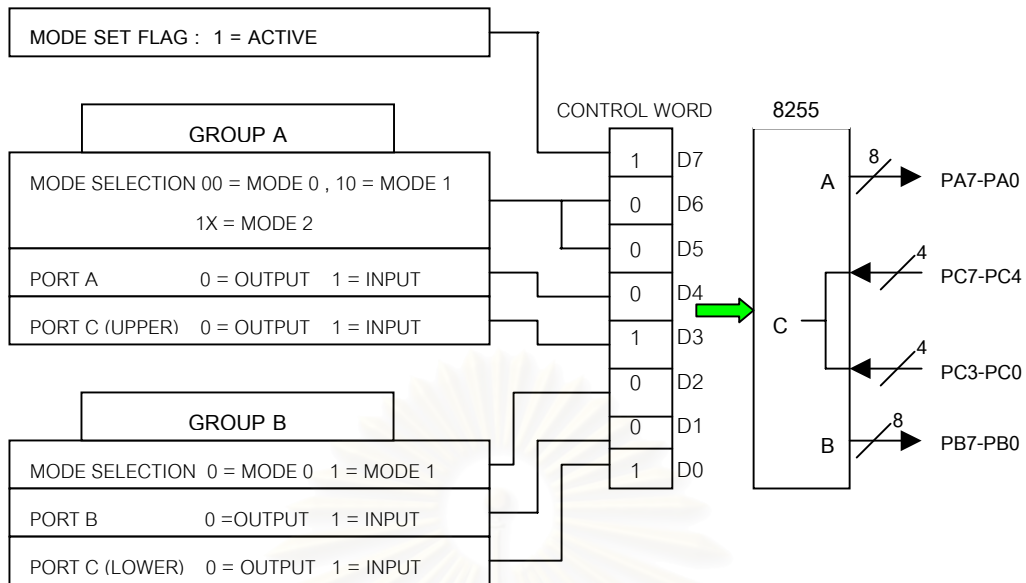 MODE SET FLAG : 1 = ACTIVE
GROUP A
MODE SELECTION 00 = MODE 0 , 10 = MODE 1
1X = MODE 2
PORT A 0 = OUTPUT 1 = INPUT
PORT C (UPPER) 0 = OUTPUT 1 = INPUT
GROUP B
MODE SELECTION 0 = MODE 0 1 = MODE 1
PORT B 0 =OUTPUT 1 = INPUT
PORT C (LOWER) 0 = OUTPUT 1 = INPUT
CONTROL WORD
1 D7
0 D6
0 D5
0 D4
1 D3
0 D2
0 D1
1 D0
8255
A 8 PA7-PA0
4 PC7-PC4
C
4 PC3-PC0
B 8 PB7-PB0